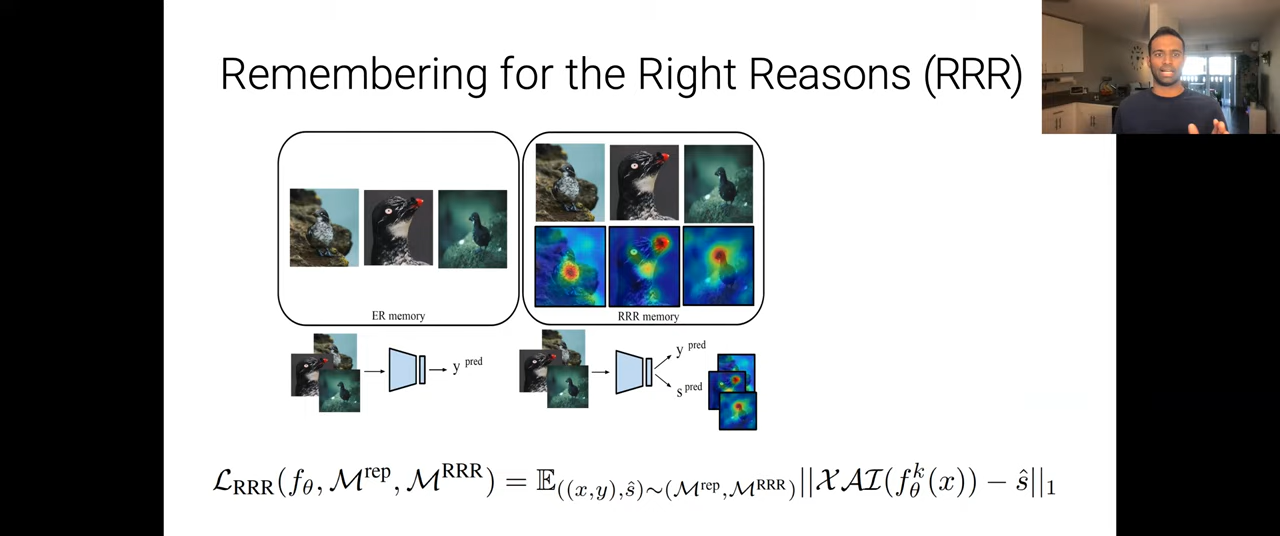 Remembering for the Right Reasons (RRR)
ER memory
RRR memory
y pred
y pred
s pred
ℒ_RRR(f_θ, ℳ^rep, ℳ^RRR) = 𝔼_((x,y),ŝ)∼(ℳ^rep,ℳ^RRR)||𝒳𝒜ℐ(f_θ^k(x)) − ŝ||_1